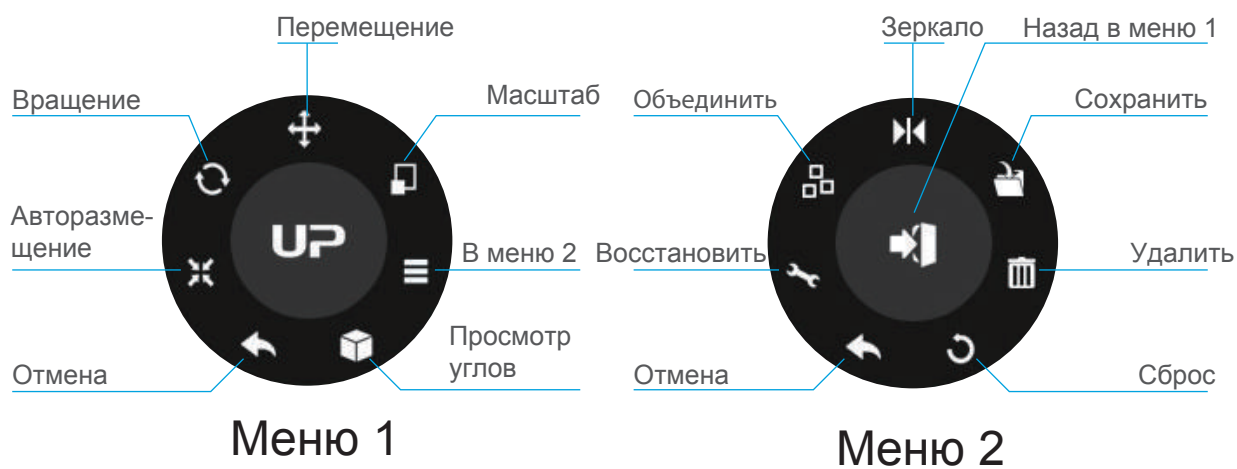 Перемещение
Вращение
Масштаб
Авторазме-
щение
UP
В меню 2
Просмотр
углов
Отмена
Меню 1
Зеркало
Назад в меню 1
Объединить
Сохранить
Восстановить
Удалить
Отмена
Сброс
Меню 2